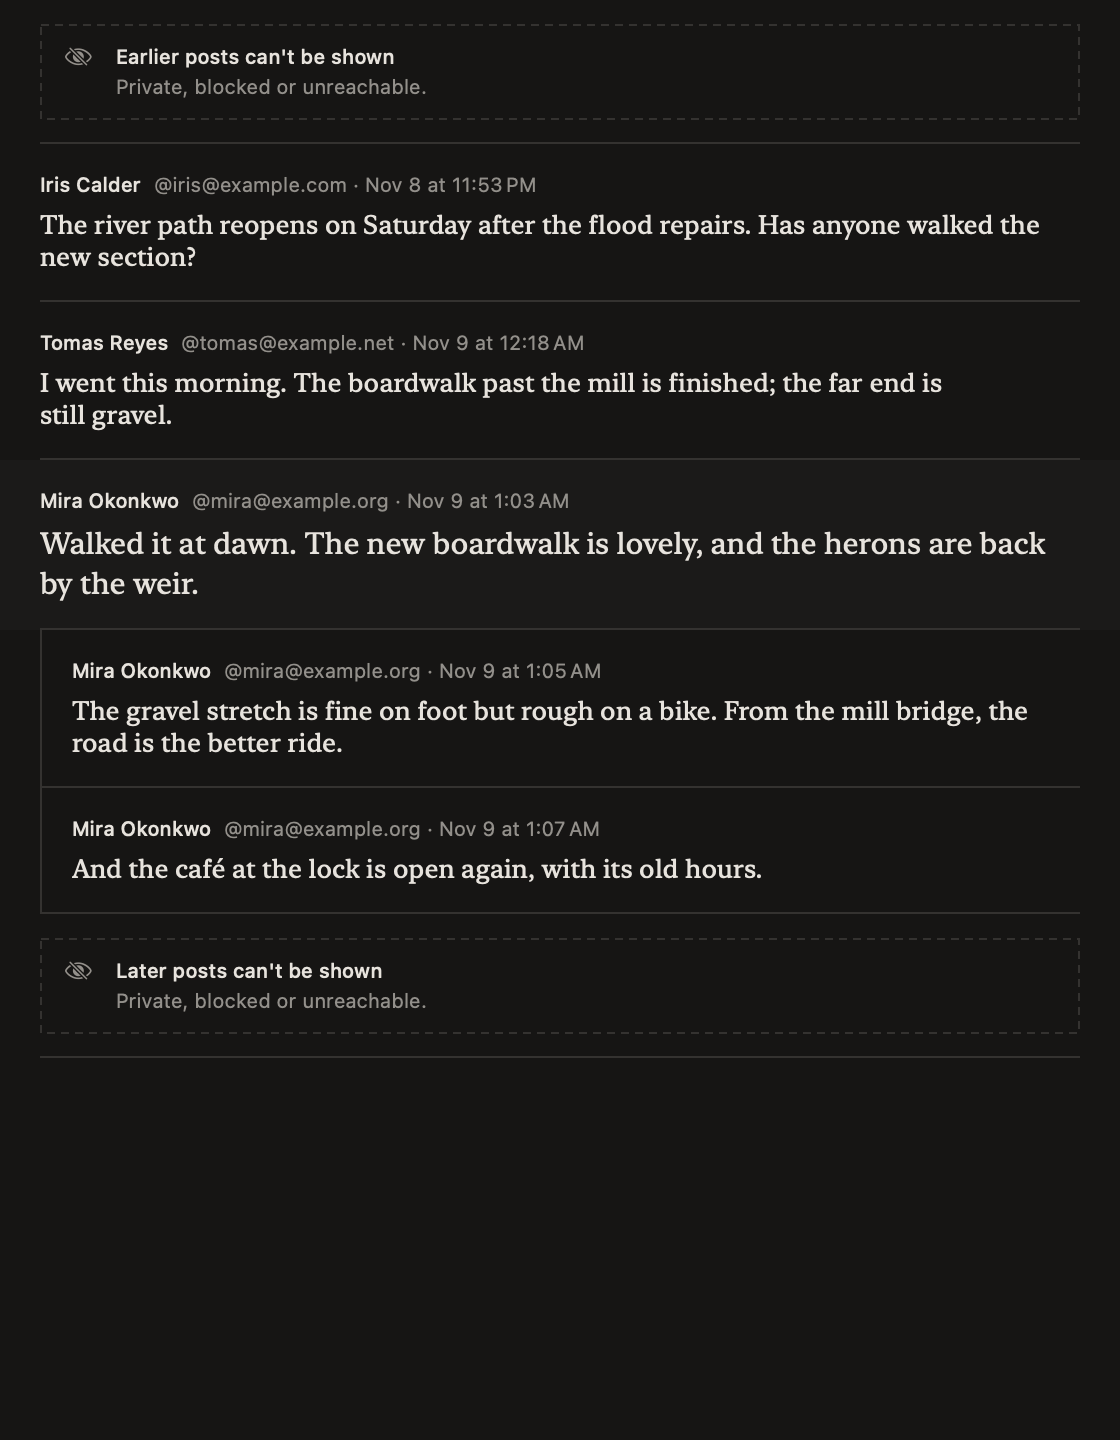 Earlier posts can't be shown
Private, blocked or unreachable.
Iris Calder @iris@example.com · Nov 8 at 11:53 PM
The river path reopens on Saturday after the flood repairs. Has anyone walked the
new section?
Tomas Reyes @tomas@example.net · Nov 9 at 12:18 AM
I went this morning. The boardwalk past the mill is finished; the far end is
still gravel.
Mira Okonkwo @mira@example.org · Nov 9 at 1:03 AM
Walked it at dawn. The new boardwalk is lovely, and the herons are back
by the weir.
Mira Okonkwo @mira@example.org · Nov 9 at 1:05 AM
The gravel stretch is fine on foot but rough on a bike. From the mill bridge, the
road is the better ride.
Mira Okonkwo @mira@example.org · Nov 9 at 1:07 AM
And the café at the lock is open again, with its old hours.
Later posts can't be shown
Private, blocked or unreachable.